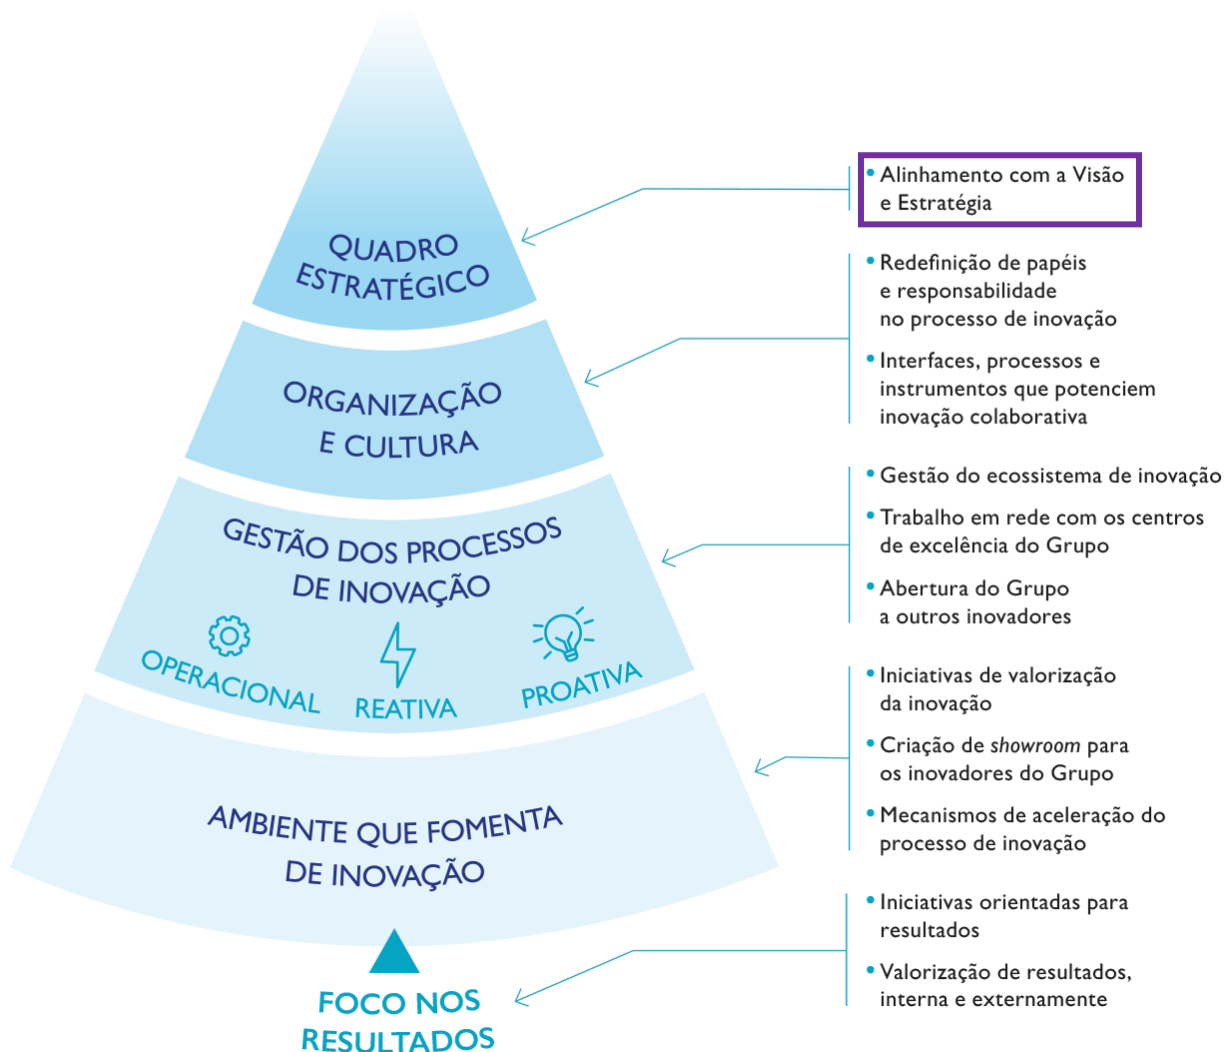 QUADRO
ESTRATÉGICO
• Alinhamento com a Visão
e Estratégia
ORGANIZAÇÃO
E CULTURA
• Redefinição de papéis
e responsabilidade
no processo de inovação
• Interfaces, processos e
instrumentos que potenciem
inovação colaborativa
GESTÃO DOS PROCESSOS
DE INOVAÇÃO
OPERACIONAL
REATIVA
PROATIVA
• Gestão do ecossistema de inovação
• Trabalho em rede com os centros
de excelência do Grupo
• Abertura do Grupo
a outros inovadores
AMBIENTE QUE FOMENTA
DE INOVAÇÃO
• Iniciativas de valorização
da inovação
• Criação de showroom para
os inovadores do Grupo
• Mecanismos de aceleração do
processo de inovação
FOCO NOS
RESULTADOS
• Iniciativas orientadas para
resultados
• Valorização de resultados,
interna e externamente